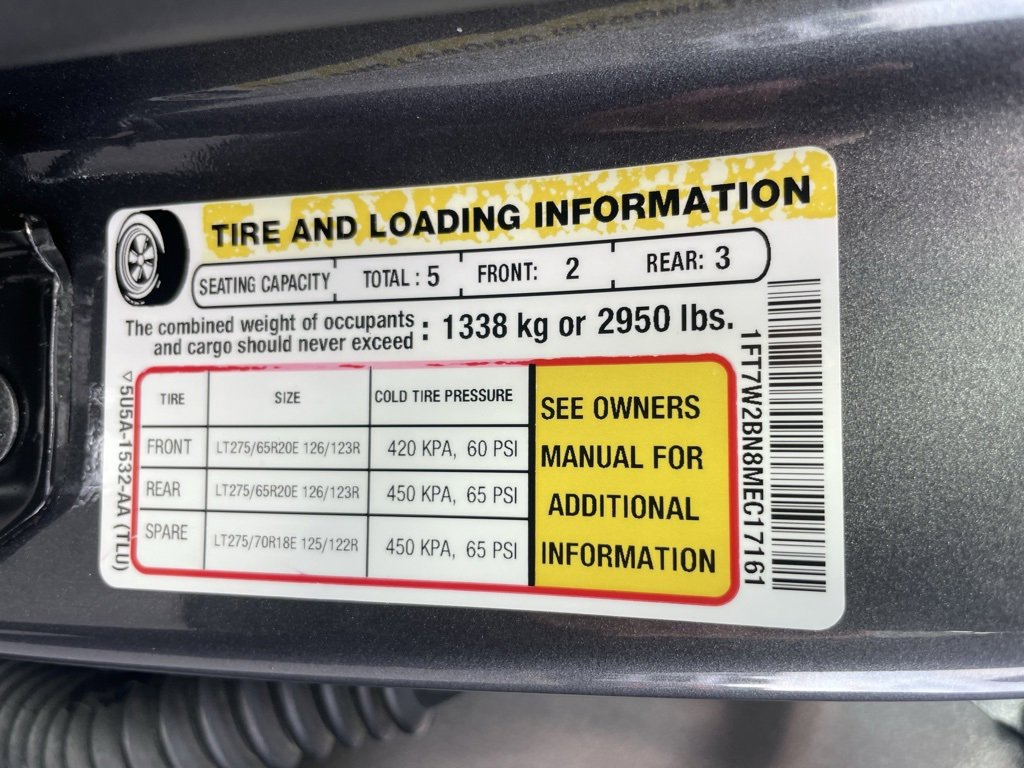 TIRE AND LOADING INFORMATION
SEATING CAPACITY TOTAL : 5 FRONT: 2 REAR: 3
The combined weight of occupants
and cargo should never exceed : 1338 kg or 2950 lbs.
TIRE SIZE COLD TIRE PRESSURE
FRONT LT275/65R20E 126/123R 420 KPA, 60 PSI
REAR LT275/65R20E 126/123R 450 KPA, 65 PSI
SPARE LT275/70R18E 125/122R 450 KPA, 65 PSI
SEE OWNERS
MANUAL FOR
ADDITIONAL
INFORMATION
▽5U5A-1532-AA (TLU)
1FT7W2BN8MEC17161